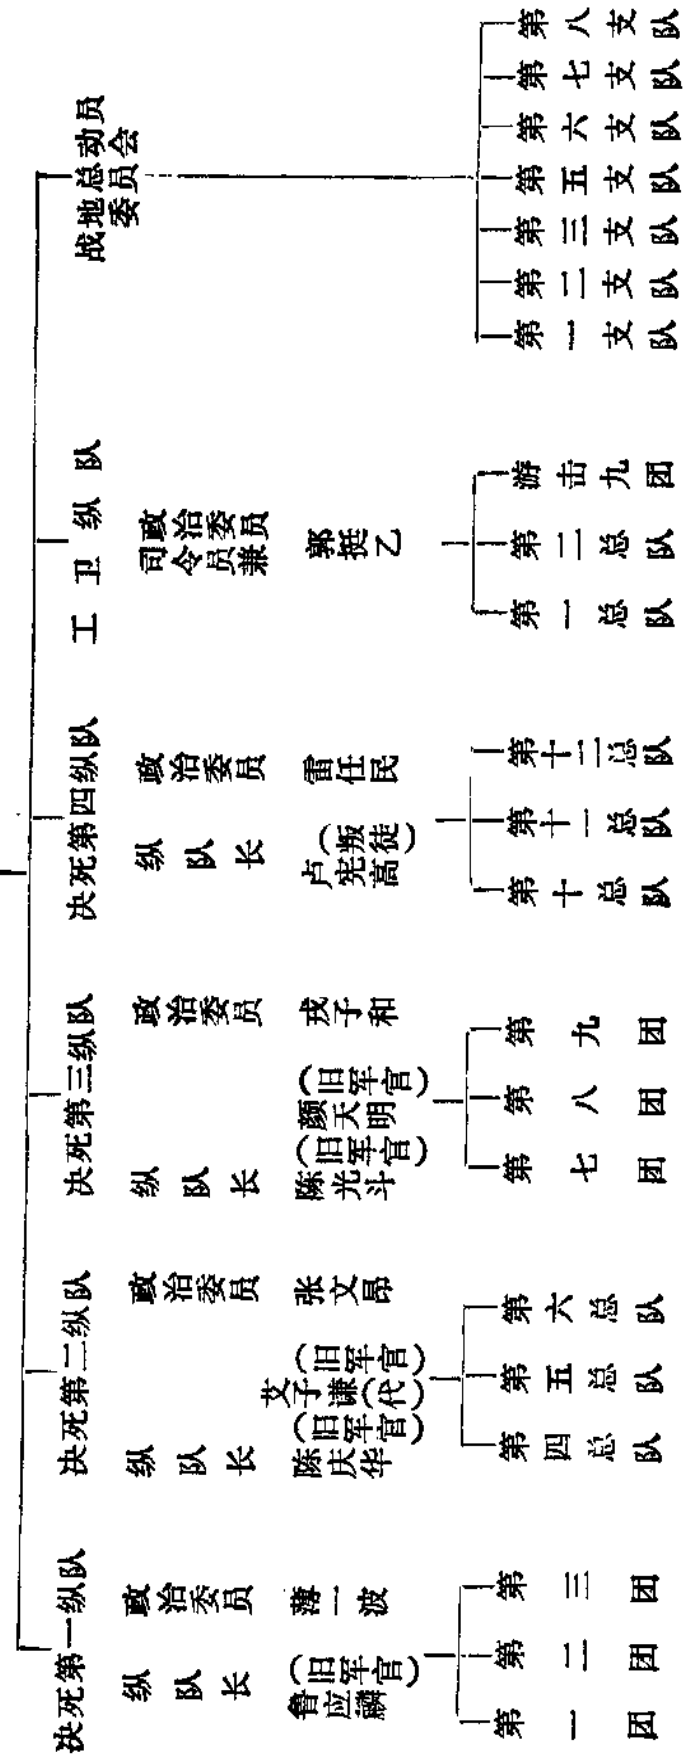 决死第一纵队
纵队长
鲁应麟
（旧军官）
政治委员
薄一波
第一团
第二团
第三团
决死第二纵队
纵队长
陈庆华
（旧军官）
艾子谦（代）
（旧军官）
政治委员
张文昂
第四总队
第五总队
第六总队
决死第三纵队
纵队长
陈光斗
（旧军官）
颜天明
（旧军官）
政治委员
戎子和
第七团
第八团
第九团
决死第四纵队
纵队长
卢宪高
（叛徒）
政治委员
雷任民
第十总队
第十一总队
第十二总队
工卫纵队
司令员兼
政治委员
郭挺乙
第一总队
第二总队
游击九团
战地总动员
委员会
第一支队
第二支队
第三支队
第五支队
第六支队
第七支队
第八支队